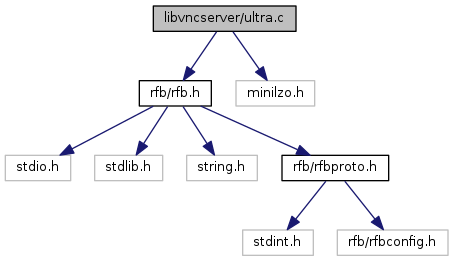 libvncserver/ultra.c
rfb/rfb.h
minilzo.h
stdio.h
stdlib.h
string.h
rfb/rfbproto.h
stdint.h
rfb/rfbconfig.h